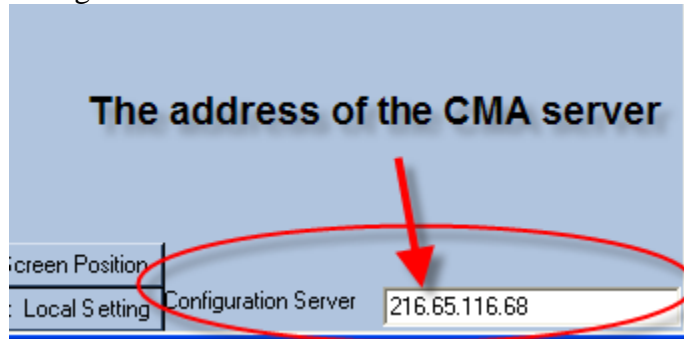 The address of the CMA server
Screen Position
Local Setting
Configuration Server
216.65.116.68